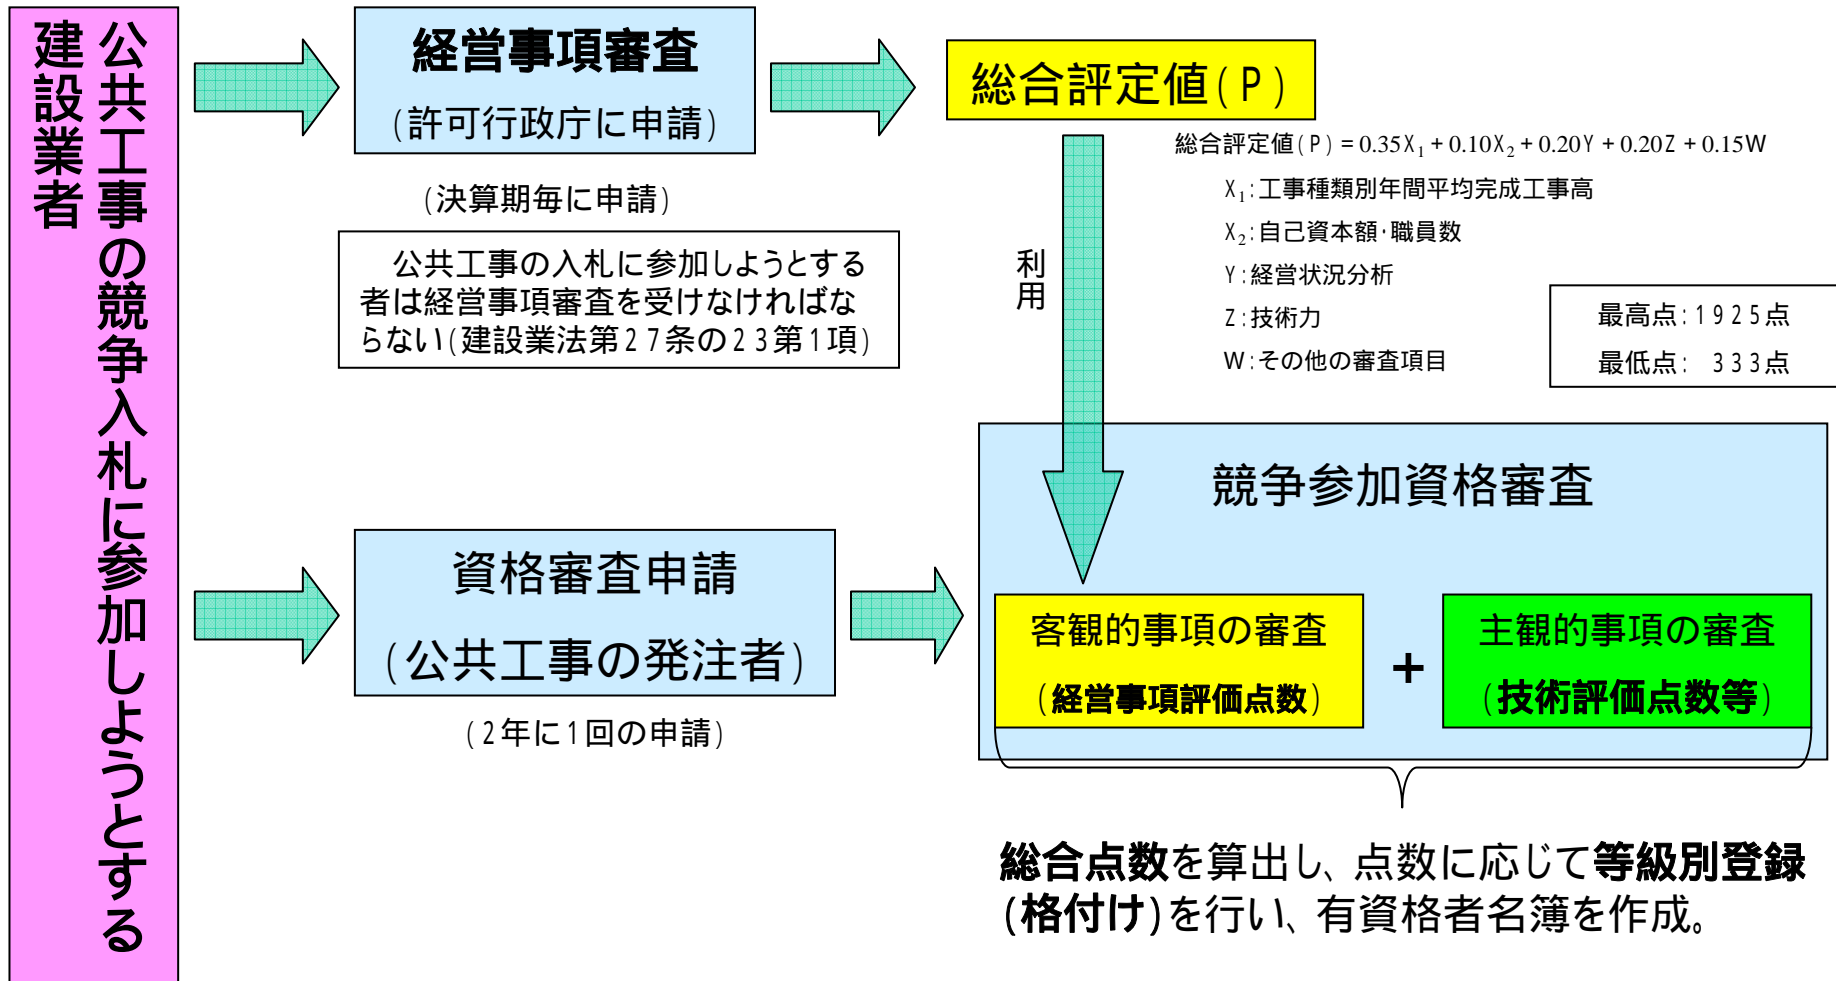 公共工事の競争入札に参加しようとする
建設業者
経営事項審査
(許可行政庁に申請)
(決算期毎に申請)
公共工事の入札に参加しようとする
者は経営事項審査を受けなければな
らない(建設業法第27条の23第1項)
総合評定値(P)
総合評定値(P) = 0.35X₁ + 0.10X₂ + 0.20Y + 0.20Z + 0.15W
X₁:工事種類別年間平均完成工事高
X₂:自己資本額・職員数
Y:経営状況分析
Z:技術力
W:その他の審査項目
最高点:1925点
最低点: 333点
利用
資格審査申請
(公共工事の発注者)
(2年に1回の申請)
競争参加資格審査
客観的事項の審査
(経営事項評価点数)
+
主観的事項の審査
(技術評価点数等)
総合点数を算出し、点数に応じて等級別登録
(格付け)を行い、有資格者名簿を作成。